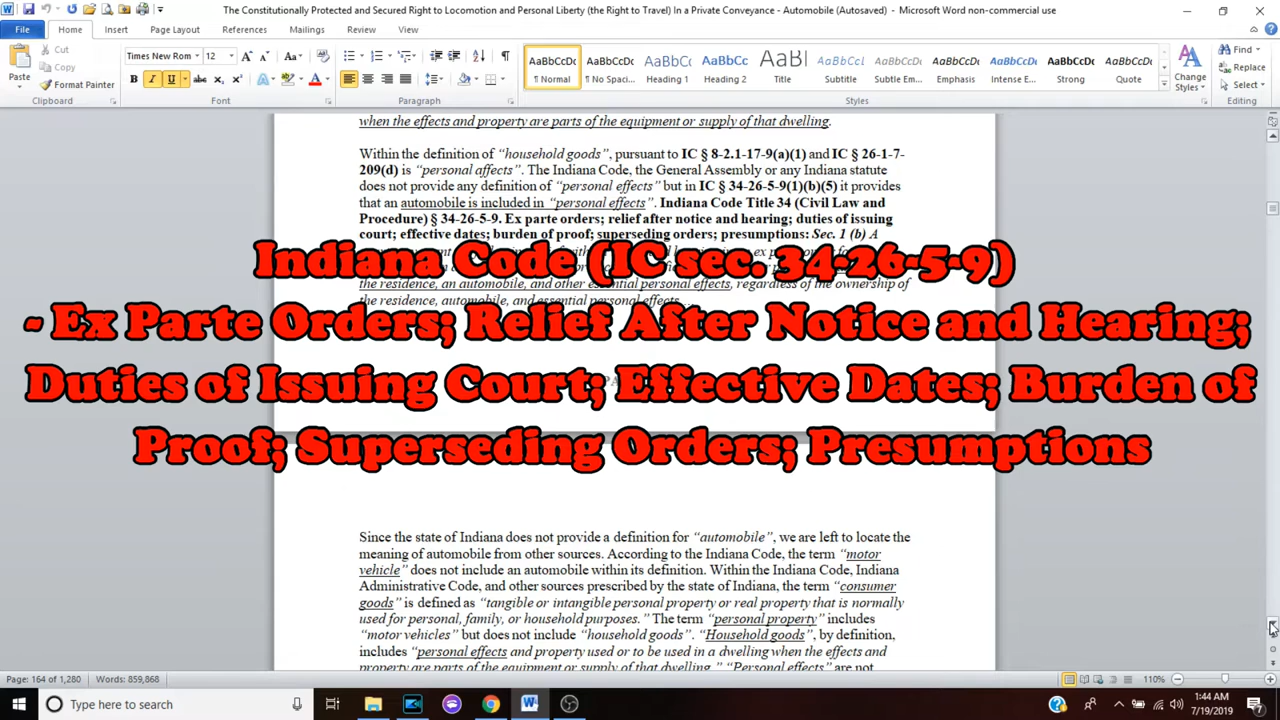 The Constitutionally Protected and Secured Right to Locomotion and Personal Liberty (the Right to Travel) In a Private Conveyance - Automobile (Autosaved) - Microsoft Word non-commercial use
File Home Insert Page Layout References Mailings Review View
Paste
Cut
Copy
Format Painter
Clipboard
Times New Rom 12
Font
Paragraph
AaBbCcDc AaBbCcDc AaBbCc AaBbCc AaB AaBbCcDc AaBbCcDc AaBbCcDc AaBbCcDc AaBbCcDc AaBbCcDc
¶ Normal ¶ No Spaci... Heading 1 Heading 2 Title Subtitle Subtle Em... Emphasis Intense E... Strong Quote
Styles
Change Styles
Find
Replace
Select
Editing
when the effects and property are parts of the equipment or supply of that dwelling.
Within the definition of “household goods”, pursuant to IC § 8-2.1-17-9(a)(1) and IC § 26-1-7-
209(d) is “personal affects”. The Indiana Code, the General Assembly or any Indiana statute
does not provide any definition of “personal effects” but in IC § 34-26-5-9(1)(b)(5) it provides
that an automobile is included in “personal effects”. Indiana Code Title 34 (Civil Law and
Procedure) § 34-26-5-9. Ex parte orders; relief after notice and hearing; duties of issuing
court; effective dates; burden of proof; superseding orders; presumptions: Sec. 1 (b) A
Indiana Code (IC sec. 34-26-5-9)
the residence, an automobile, and other essential personal effects, regardless of the ownership of
the residence, automobile, and essential personal effects...
- Ex Parte Orders; Relief After Notice and Hearing;
Duties of Issuing Court; Effective Dates; Burden of
Proof; Superseding Orders; Presumptions
Since the state of Indiana does not provide a definition for “automobile”, we are left to locate the
meaning of automobile from other sources. According to the Indiana Code, the term “motor
vehicle” does not include an automobile within its definition. Within the Indiana Code, Indiana
Administrative Code, and other sources prescribed by the state of Indiana, the term “consumer
goods” is defined as “tangible or intangible personal property or real property that is normally
used for personal, family, or household purposes.” The term “personal property” includes
“motor vehicles” but does not include “household goods”. “Household goods”, by definition,
includes “personal effects and property used or to be used in a dwelling when the effects and
property are parts of the equipment or supply of that dwelling.” “Personal effects” are not
Page: 164 of 1,280 Words: 859,868
110%
Type here to search
1:44 AM
7/19/2019